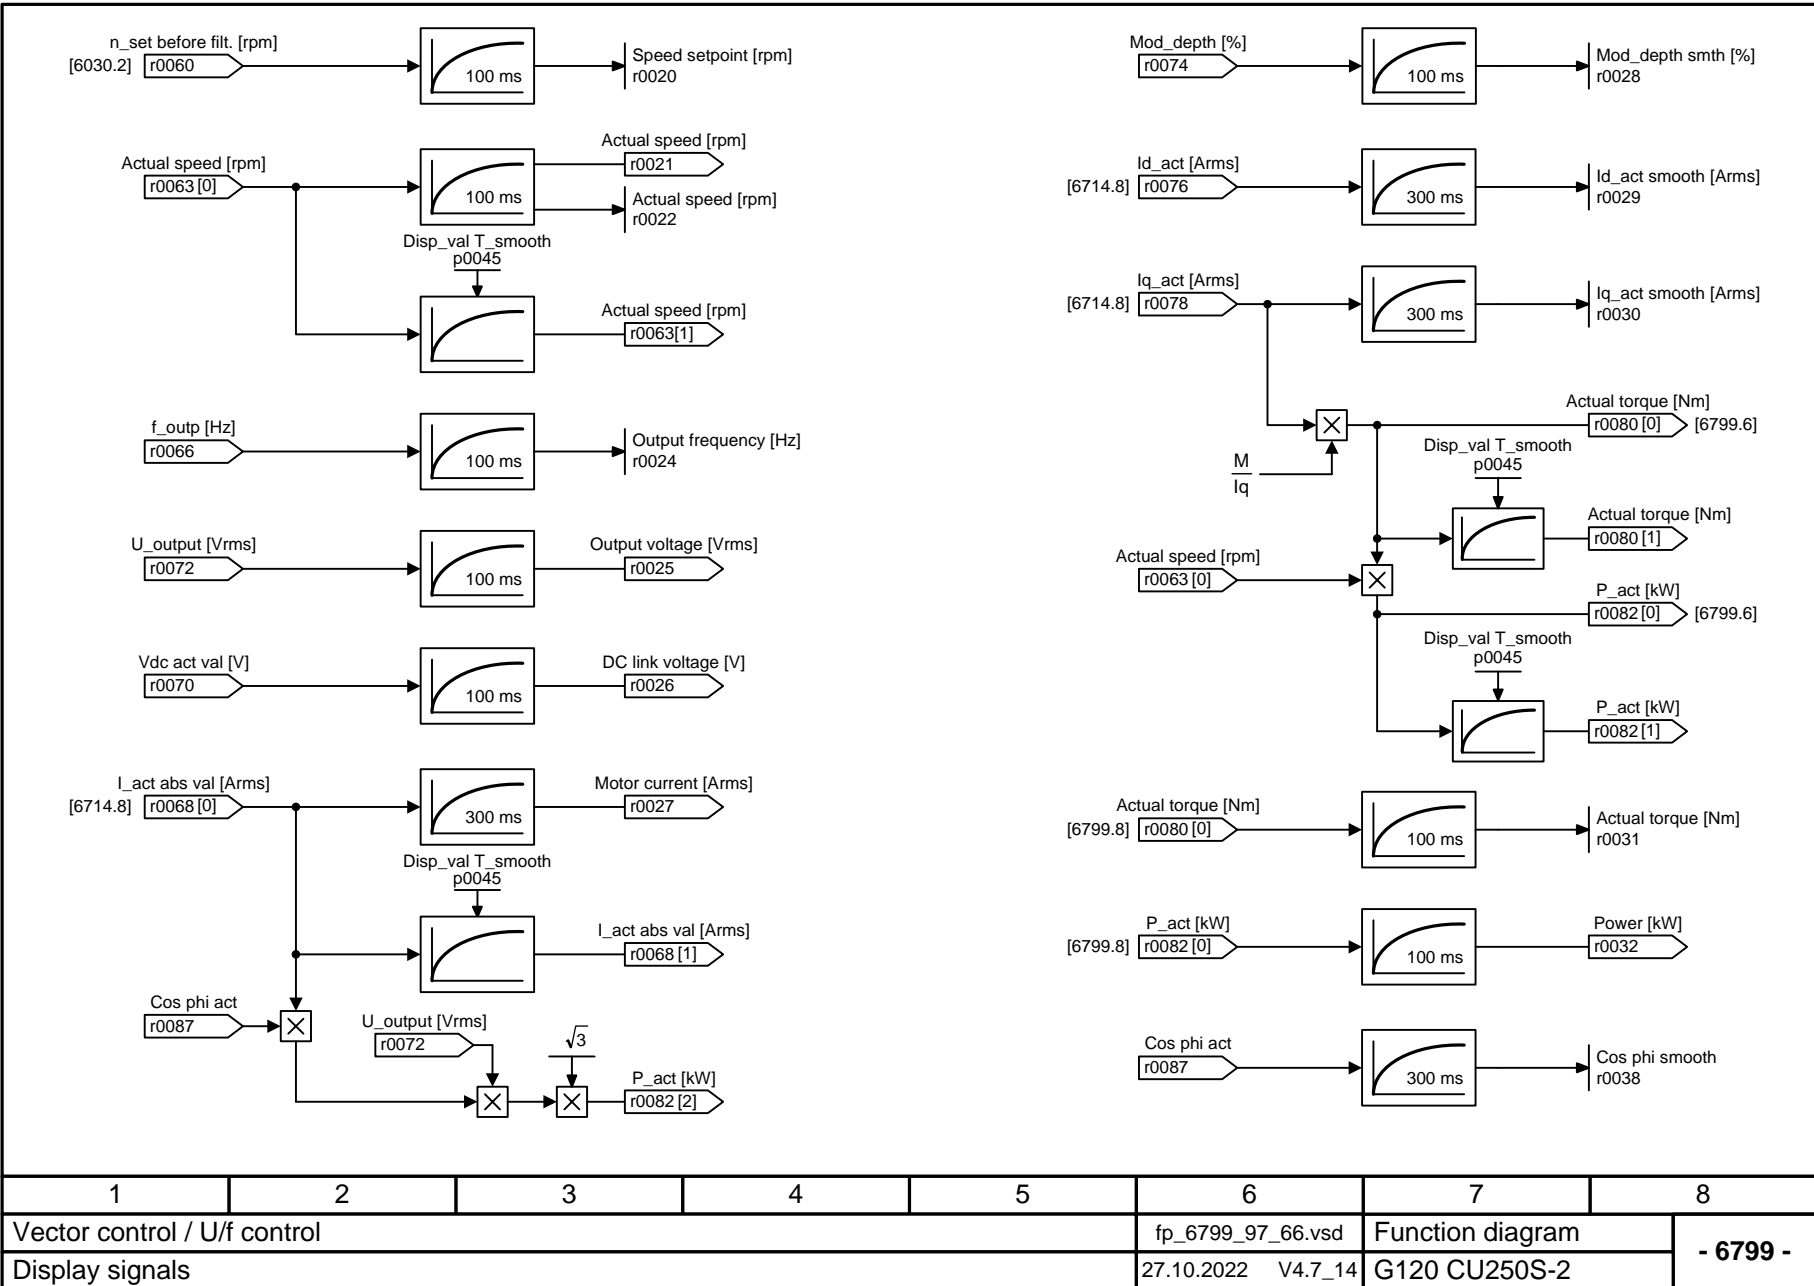 n_set before filt. [rpm]
[6030.2] r0060
100 ms
Speed setpoint [rpm]
r0020
Actual speed [rpm]
r0063 [0]
100 ms
Actual speed [rpm]
r0021
Actual speed [rpm]
r0022
Disp_val T_smooth
p0045
Actual speed [rpm]
r0063[1]
f_outp [Hz]
r0066
100 ms
Output frequency [Hz]
r0024
U_output [Vrms]
r0072
100 ms
Output voltage [Vrms]
r0025
Vdc act val [V]
r0070
100 ms
DC link voltage [V]
r0026
I_act abs val [Arms]
[6714.8] r0068 [0]
300 ms
Motor current [Arms]
r0027
Disp_val T_smooth
p0045
I_act abs val [Arms]
r0068 [1]
Cos phi act
r0087
U_output [Vrms]
r0072
√3
P_act [kW]
r0082 [2]
Mod_depth [%]
r0074
100 ms
Mod_depth smth [%]
r0028
Id_act [Arms]
[6714.8] r0076
300 ms
Id_act smooth [Arms]
r0029
Iq_act [Arms]
[6714.8] r0078
300 ms
Iq_act smooth [Arms]
r0030
M
Iq
Actual torque [Nm]
r0080 [0] [6799.6]
Disp_val T_smooth
p0045
Actual torque [Nm]
r0080 [1]
Actual speed [rpm]
r0063 [0]
P_act [kW]
r0082 [0] [6799.6]
Disp_val T_smooth
p0045
P_act [kW]
r0082 [1]
Actual torque [Nm]
[6799.8] r0080 [0]
100 ms
Actual torque [Nm]
r0031
P_act [kW]
[6799.8] r0082 [0]
100 ms
Power [kW]
r0032
Cos phi act
r0087
300 ms
Cos phi smooth
r0038
1 2 3 4 5 6 7 8
Vector control / U/f control
fp_6799_97_66.vsd
Function diagram
- 6799 -
Display signals
27.10.2022 V4.7_14
G120 CU250S-2